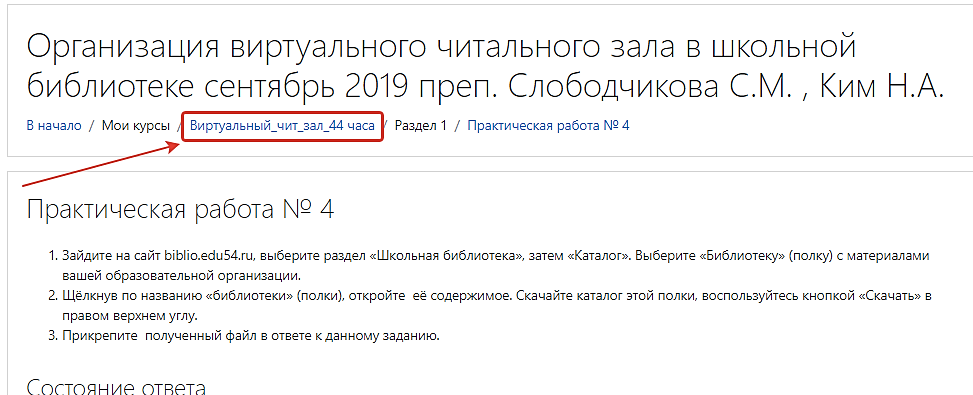 Организация виртуального читального зала в школьной
библиотеке сентябрь 2019 преп. Слободчикова С.М. , Ким Н.А.
В начало / Мои курсы / Виртуальный_чит_зал_44 часа / Раздел 1 / Практическая работа № 4
Практическая работа № 4
1. Зайдите на сайт biblio.edu54.ru, выберите раздел «Школьная библиотека», затем «Каталог». Выберите «Библиотеку» (полку) с материалами
вашей образовательной организации.
2. Щёлкнув по названию «библиотеки» (полки), откройте её содержимое. Скачайте каталог этой полки, воспользуйтесь кнопкой «Скачать» в
правом верхнем углу.
3. Прикрепите полученный файл в ответе к данному заданию.
Состояние ответа